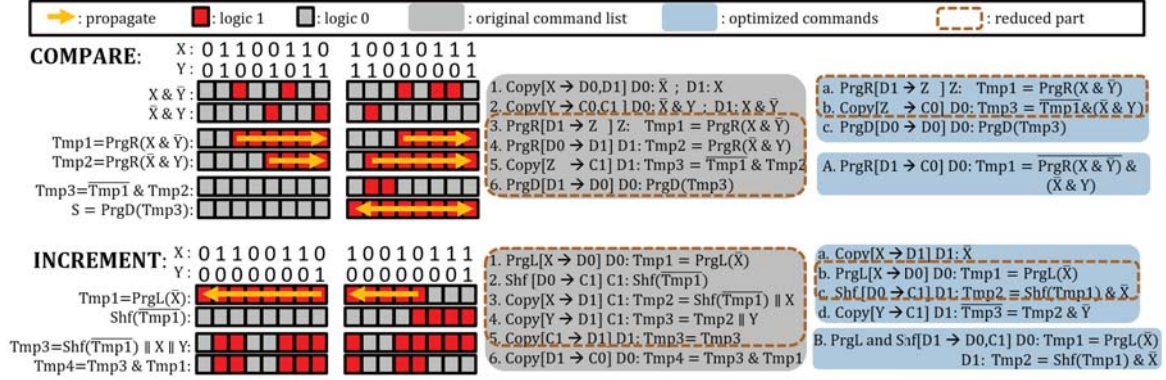 : propagate : logic 1 : logic 0 : original command list : optimized commands : reduced part
COMPARE:
X : 0 1 1 0 0 1 1 0 1 0 0 1 0 1 1 1
Y : 0 1 0 0 1 0 1 1 1 1 0 0 0 0 0 0
X & Ȳ :
X̄ & Y :
Tmp1=PrgR(X & Ȳ)
Tmp2=PrgR(X̄ & Y) :
Tmp3=T̅m̅p̅1̅ & Tmp2:
S = PrgD(Tmp3):
1. Copy[X → D0,D1] D0: X̄ ; D1: X
2. Copy[Y → C0,C1] D0: X̄ & Y ; D1: X & Ȳ
3. PrgR[D1 → Z ] Z: Tmp1 = PrgR(X & Ȳ)
4. PrgR[D0 → D1] D1: Tmp2 = PrgR(X̄ & Y)
5. Copy[Z → C1] D1: Tmp3 = T̅m̅p̅1̅ & Tmp2
6. PrgD[D1 → D0] D0: PrgD(Tmp3)
a. PrgR[D1 → Z ] Z: Tmp1 = PrgR(X & Ȳ)
b. Copy[Z → C0] D0: Tmp3 = T̅m̅p̅1̅&(X̄ & Y)
c. PrgD[D0 → D0] D0: PrgD(Tmp3)
A. PrgR[D1 → C0] D0: Tmp1 = P̅r̅g̅R̅(̅X̅ ̅&̅ ̅Ȳ)̅ &
(X̄ & Y)
INCREMENT:
X : 0 1 1 0 0 1 1 0 1 0 0 1 0 1 1 1
Y : 0 0 0 0 0 0 0 1 0 0 0 0 0 0 0 1
Tmp1=PrgL(X̄):
Shf(T̅m̅p̅1̅):
Tmp3=Shf(T̅m̅p̅1̅) ∥ X ∥ Y:
Tmp4=Tmp3 & Tmp1:
1. PrgL[X → D0] D0: Tmp1 = PrgL(X̄)
2. Shf [D0 → C1] C1: Shf(T̅m̅p̅1̅)
3. Copy[X → D1] C1: Tmp2 = Shf(T̅m̅p̅1̅) ∥ X
4. Copy[Y → D1] C1: Tmp3 = Tmp2 ∥ Y
5. Copy[C1 → D1] D1: T̅m̅p̅3̅= Tmp3
6. Copy[D1 → C0] D0: Tmp4 = Tmp3 & Tmp1
a. Copy[X → D1] D1: X̄
b. PrgL[X → D0] D0: Tmp1 = PrgL(X̄)
c. Shf [D0 → C1] D1: T̅m̅p̅2̅ = Shf(Tmp1) & X̄
d. Copy[Y → C1] D1: T̅m̅p̅3̅ = Tmp2 & Ȳ
B. PrgL and Shf[D1 → D0,C1] D0: Tmp1 = PrgL(X̄)
D1: Tmp2 = Shf(Tmp1) & X̄